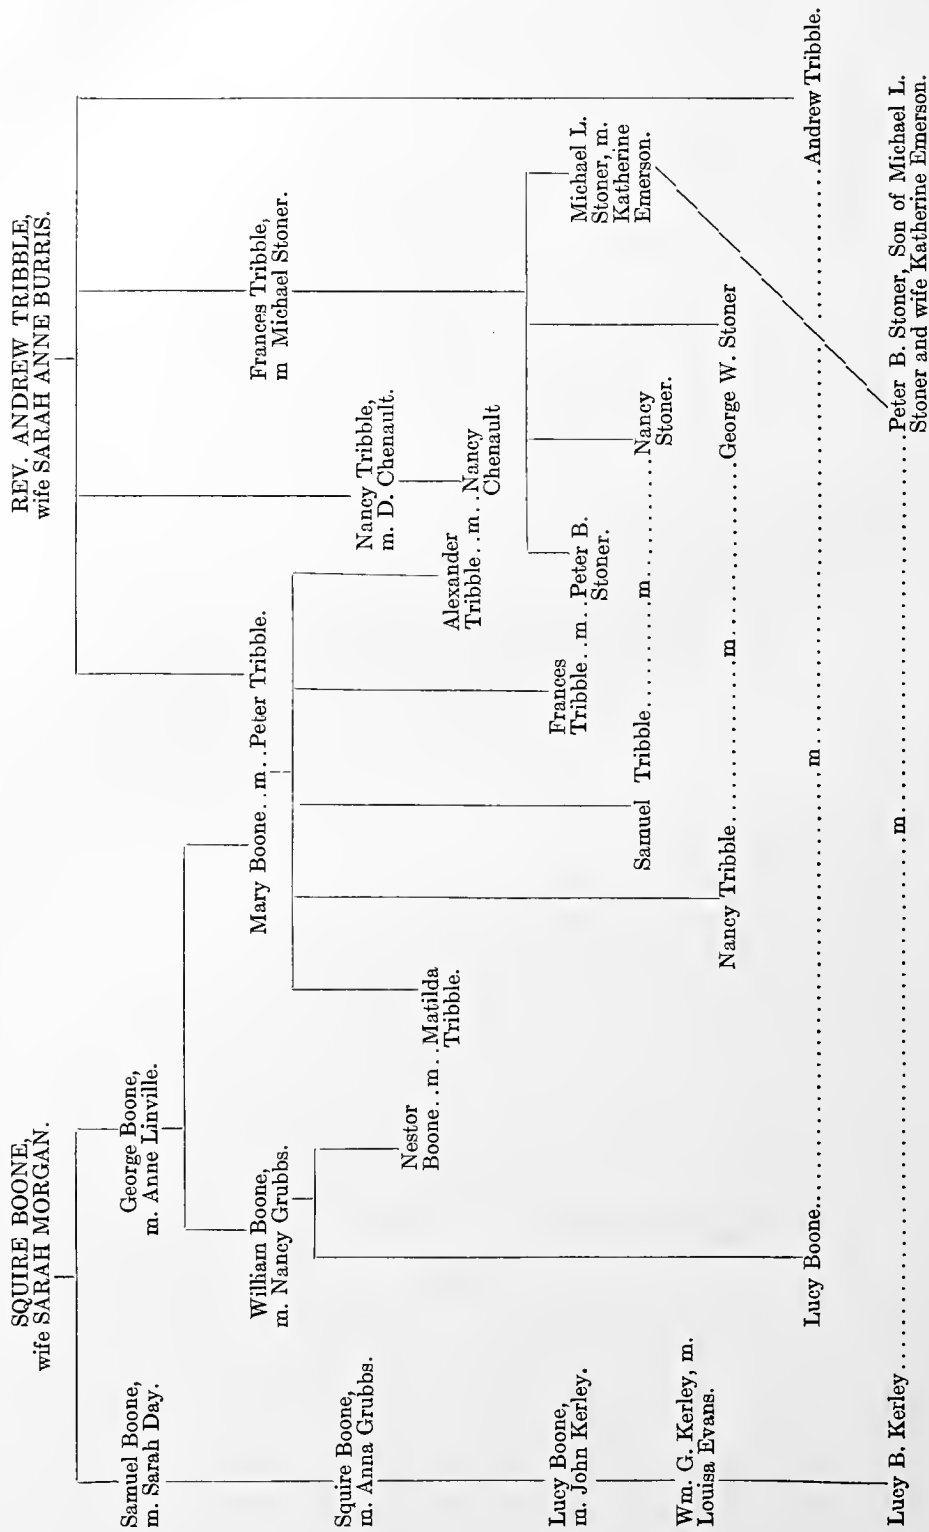 SQUIRE BOONE,
wife SARAH MORGAN.
REV. ANDREW TRIBBLE,
wife SARAH ANNE BURRIS.
Samuel Boone,
m. Sarah Day.
George Boone,
m. Anne Linville.
William Boone,
m. Nancy Grubbs.
Mary Boone...m..Peter Tribble.
Frances Tribble,
m Michael Stoner.
Squire Boone,
m. Anna Grubbs.
Nancy Tribble,
m. D. Chenault.
Nestor
Boone..m..Matilda
Tribble.
Alexander
Tribble..m..Nancy
Chenault
Lucy Boone,
m. John Kerley.
Frances
Tribble..m..Peter B.
Stoner.
Michael L.
Stoner, m.
Katherine
Emerson.
Samuel Tribble............m............Nancy
Stoner.
Wm. G. Kerley, m.
Louisa Evans.
Nancy Tribble............m............George W. Stoner
Lucy Boone........................m........................Andrew Tribble.
Lucy B. Kerley........................m........................Peter B. Stoner, Son of Michael L.
Stoner and wife Katherine Emerson.